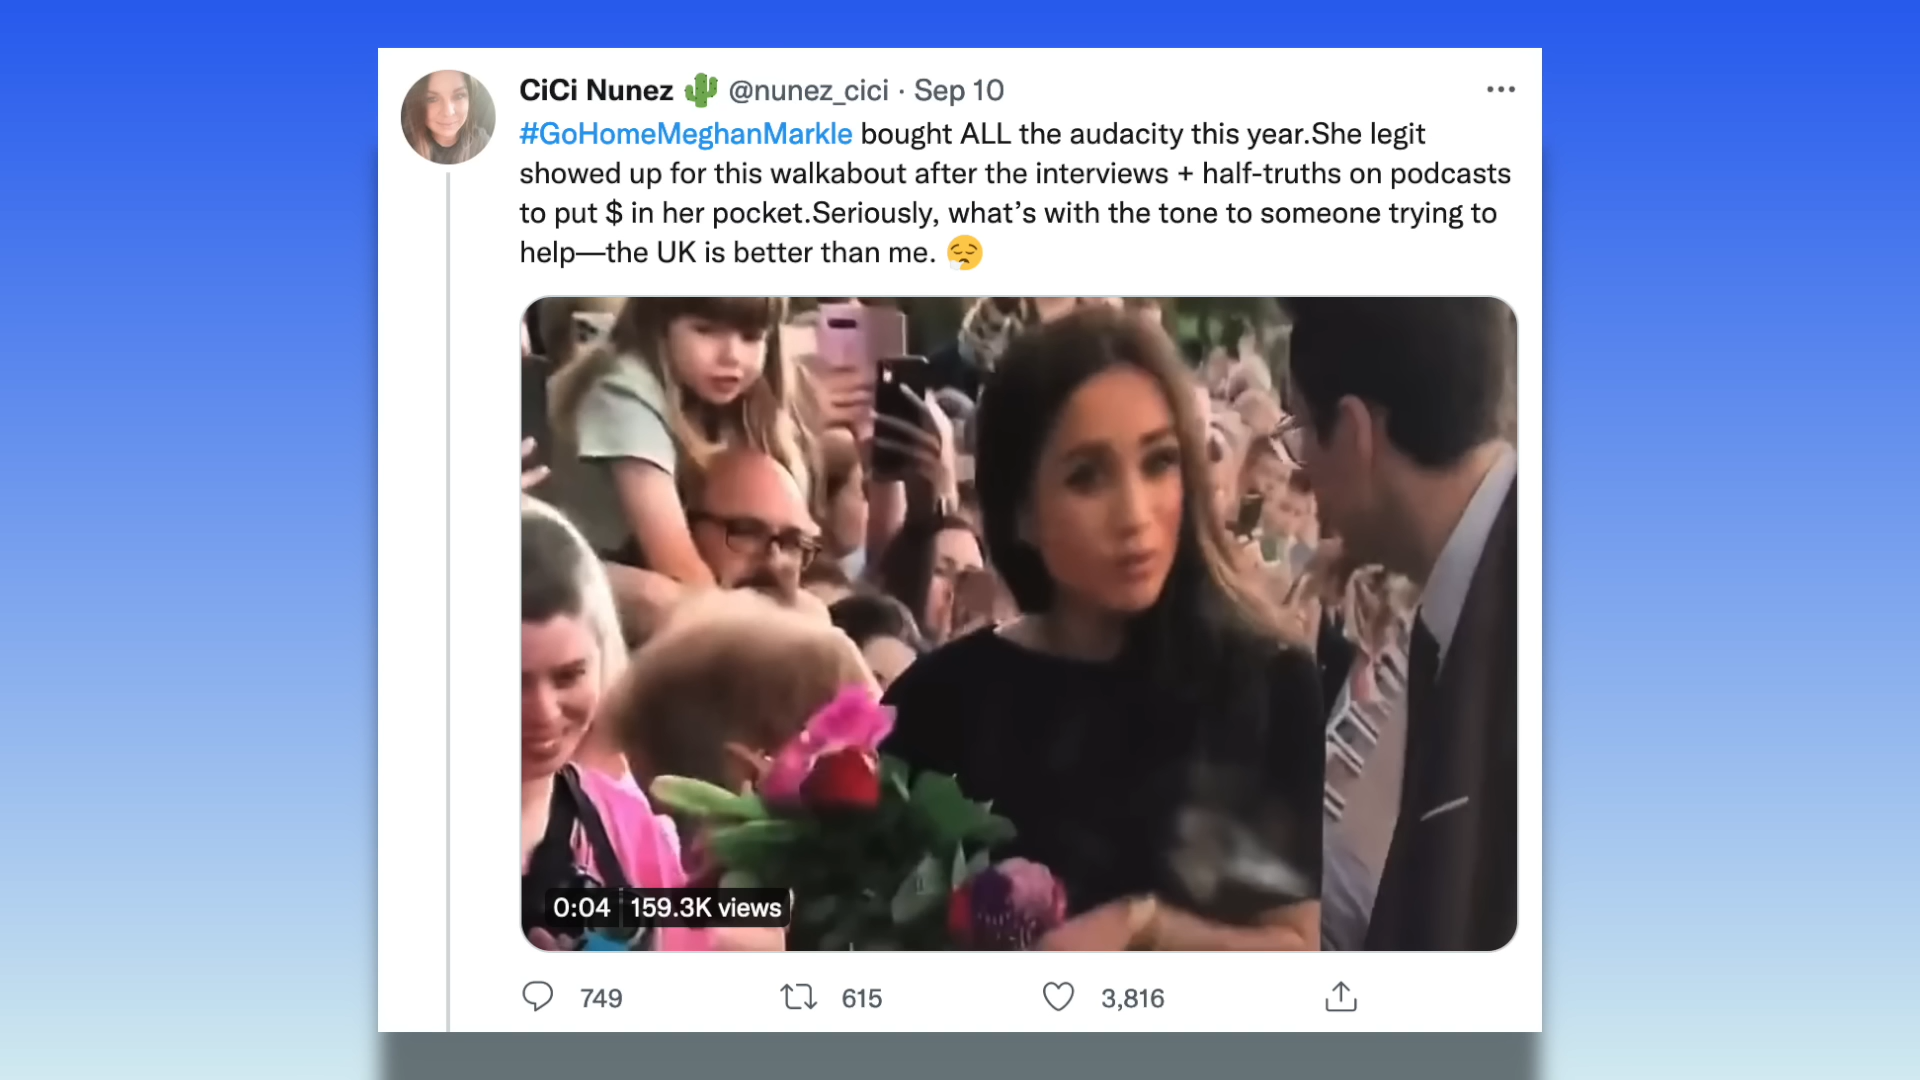 CiCi Nunez 🌵 @nunez_cici · Sep 10
#GoHomeMeghanMarkle bought ALL the audacity this year.She legit
showed up for this walkabout after the interviews + half-truths on podcasts
to put $ in her pocket.Seriously, what’s with the tone to someone trying to
help—the UK is better than me. 😮‍💨
0:04 159.3K views
749 615 3,816